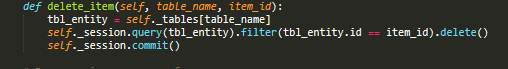 def delete_item(self, table_name, item_id):
    tbl_entity = self._tables[table_name]
    self._session.query(tbl_entity).filter(tbl_entity.id == item_id).delete()
    self._session.commit()